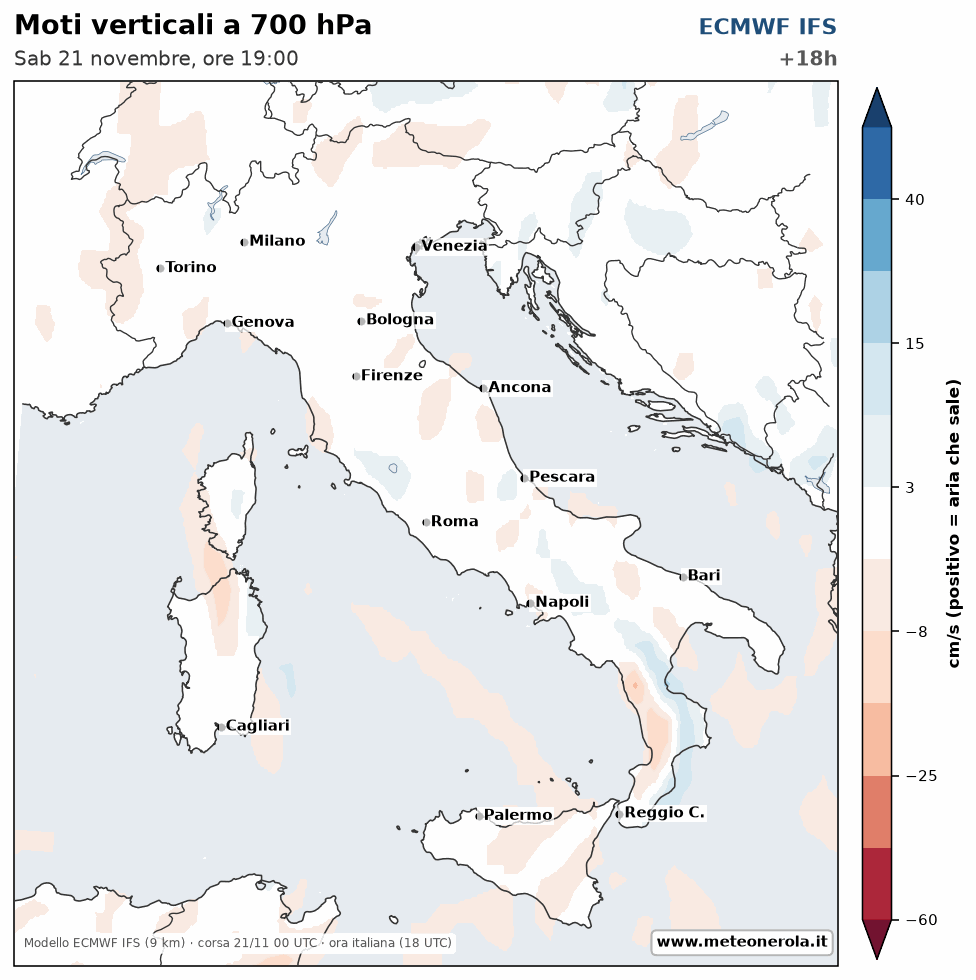 Moti verticali a 700 hPa
ECMWF IFS
Sab 21 novembre, ore 19:00
+18h
Milano
Venezia
Torino
Genova
Bologna
Firenze
Ancona
Pescara
Roma
Bari
Napoli
Cagliari
Palermo
Reggio C.
40
15
3
−8
−25
−60
cm/s (positivo = aria che sale)
Modello ECMWF IFS (9 km) · corsa 21/11 00 UTC · ora italiana (18 UTC)
www.meteonerola.it